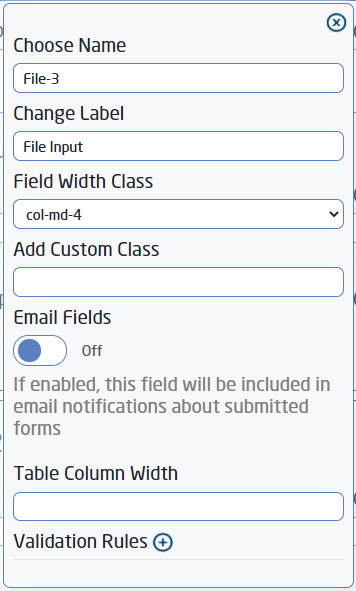 Choose Name
File-3
Change Label
File Input
Field Width Class
col-md-4
Add Custom Class
Email Fields
Off
If enabled, this field will be included in
email notifications about submitted
forms
Table Column Width
Validation Rules